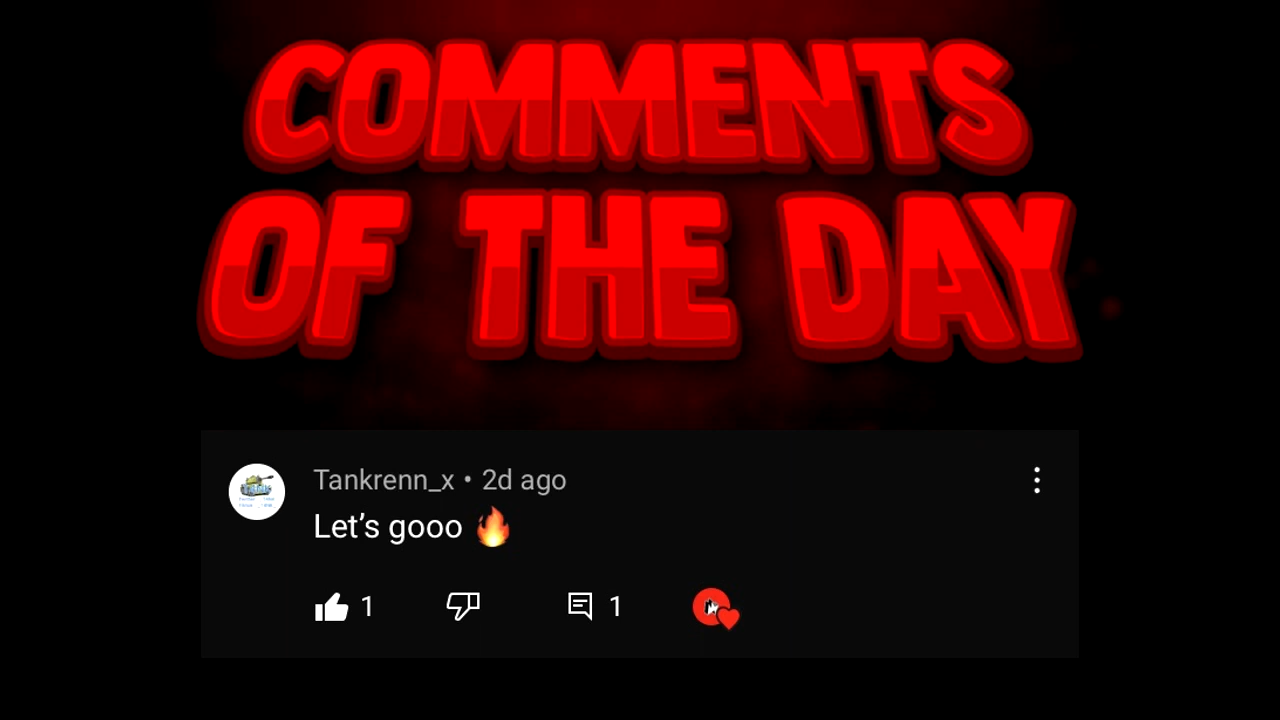 COMMENTS
OF THE DAY
Tankrenn_x • 2d ago
Let's gooo 🔥
1 1